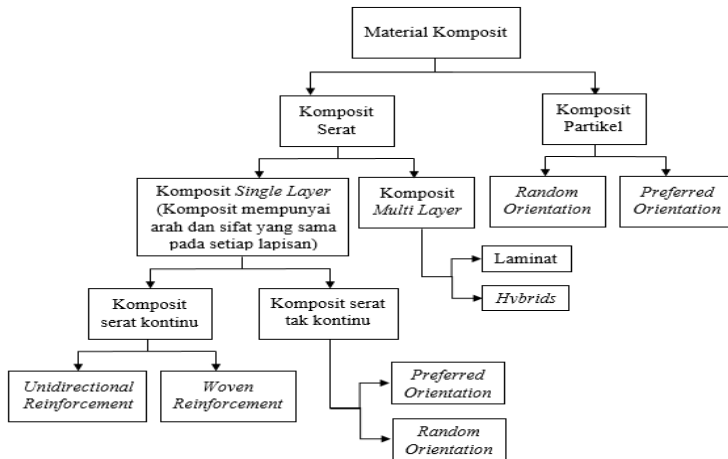 Material Komposit
Komposit
Serat
Komposit
Partikel
Komposit Single Layer
(Komposit mempunyai
arah dan sifat yang sama
pada setiap lapisan)
Komposit
Multi Layer
Random
Orientation
Preferred
Orientation
Laminat
Hybrids
Komposit
serat kontinu
Komposit serat
tak kontinu
Unidirectional
Reinforcement
Woven
Reinforcement
Preferred
Orientation
Random
Orientation